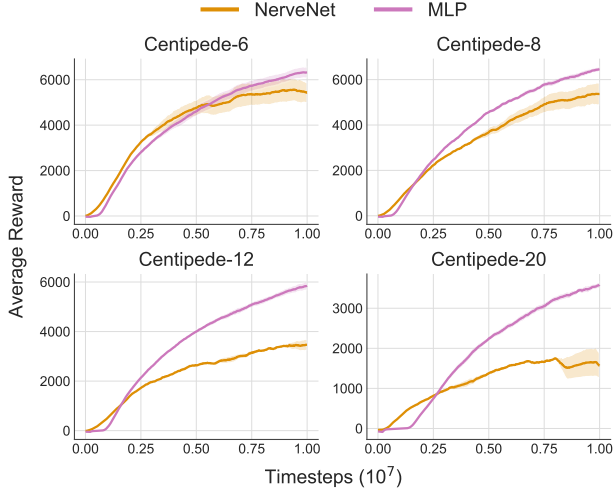 NerveNet MLP
Centipede-6 Centipede-8
6000 6000
4000 4000
2000 2000
0 0
0.00 0.25 0.50 0.75 1.00 0.00 0.25 0.50 0.75 1.00
Average Reward
Centipede-12 Centipede-20
6000 3000
4000 2000
2000 1000
0 0
0.00 0.25 0.50 0.75 1.00 0.00 0.25 0.50 0.75 1.00
Timesteps (10⁷)